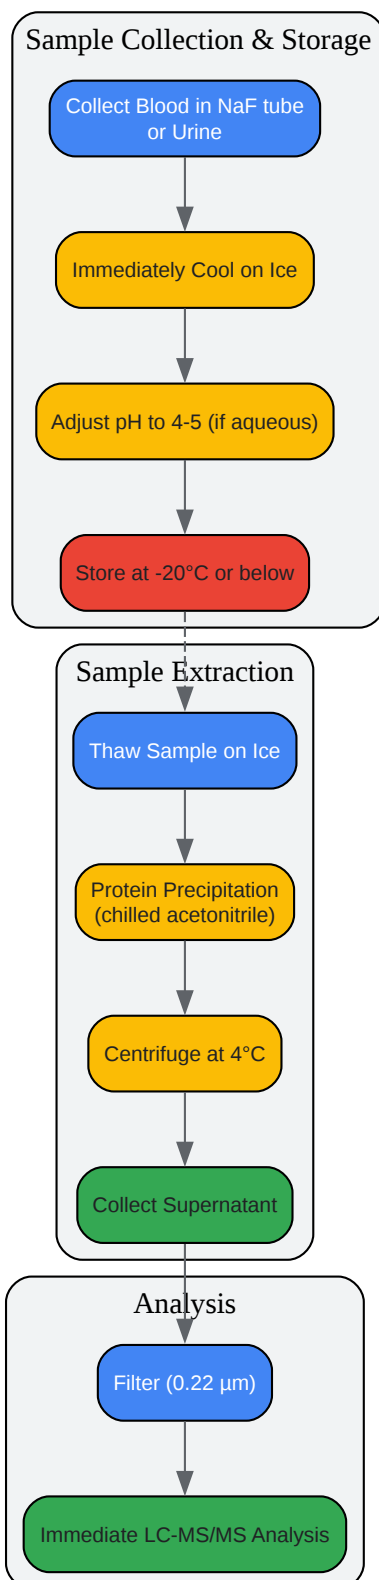 Sample Collection & Storage
Collect Blood in NaF tube
or Urine
Immediately Cool on Ice
Adjust pH to 4-5 (if aqueous)
Store at -20°C or below
Sample Extraction
Thaw Sample on Ice
Protein Precipitation
(chilled acetonitrile)
Centrifuge at 4°C
Collect Supernatant
Analysis
Filter (0.22 µm)
Immediate LC-MS/MS Analysis